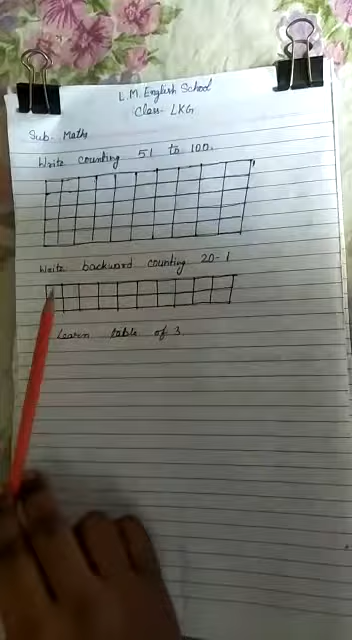 L.M. English School
Class- LKG
Sub- Maths
Write counting 51 to 100.
Write backward counting 20-1
Learn table of 3